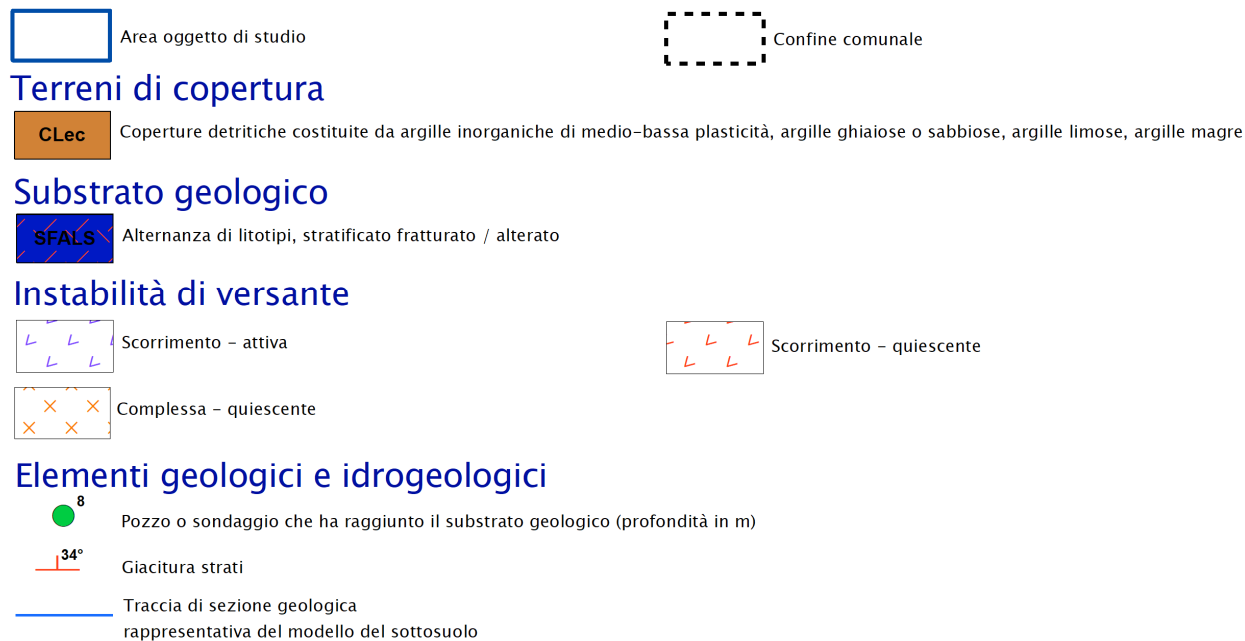 Area oggetto di studio
Confine comunale
Terreni di copertura
CLec
Coperture detritiche costituite da argille inorganiche di medio-bassa plasticità, argille ghiaiose o sabbiose, argille limose, argille magre
Substrato geologico
SFALS
Alternanza di litotipi, stratificato fratturato / alterato
Instabilità di versante
Scorrimento - attiva
Scorrimento - quiescente
Complessa - quiescente
Elementi geologici e idrogeologici
8
Pozzo o sondaggio che ha raggiunto il substrato geologico (profondità in m)
34°
Giacitura strati
Traccia di sezione geologica
rappresentativa del modello del sottosuolo